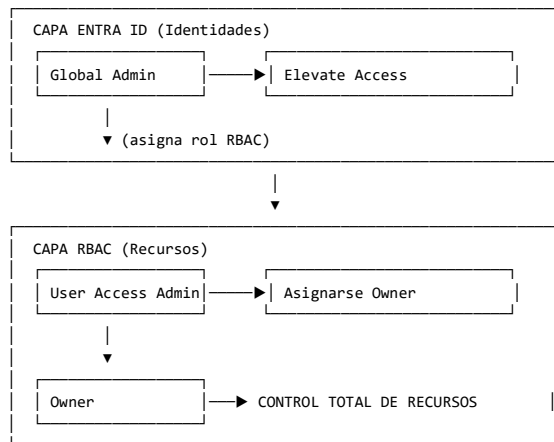 CAPA ENTRA ID (Identidades)
Global Admin
Elevate Access
(asigna rol RBAC)
CAPA RBAC (Recursos)
User Access Admin
Asignarse Owner
Owner
CONTROL TOTAL DE RECURSOS